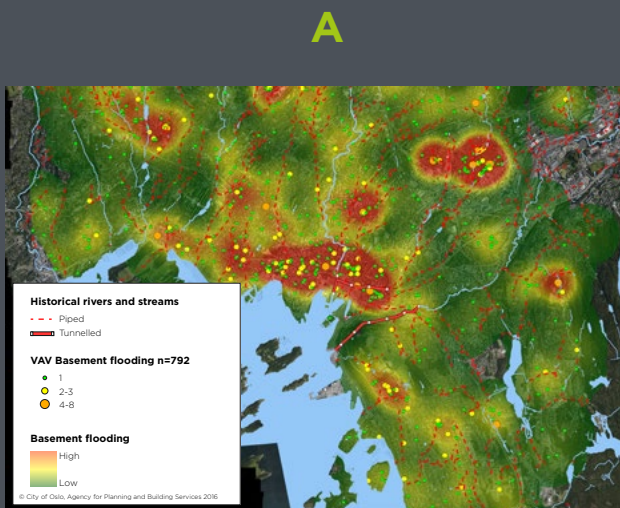 A
Historical rivers and streams
Piped
Tunnelled
VAV Basement flooding n=792
1
2-3
4-8
Basement flooding
High
Low
© City of Oslo, Agency for Planning and Building Services 2016